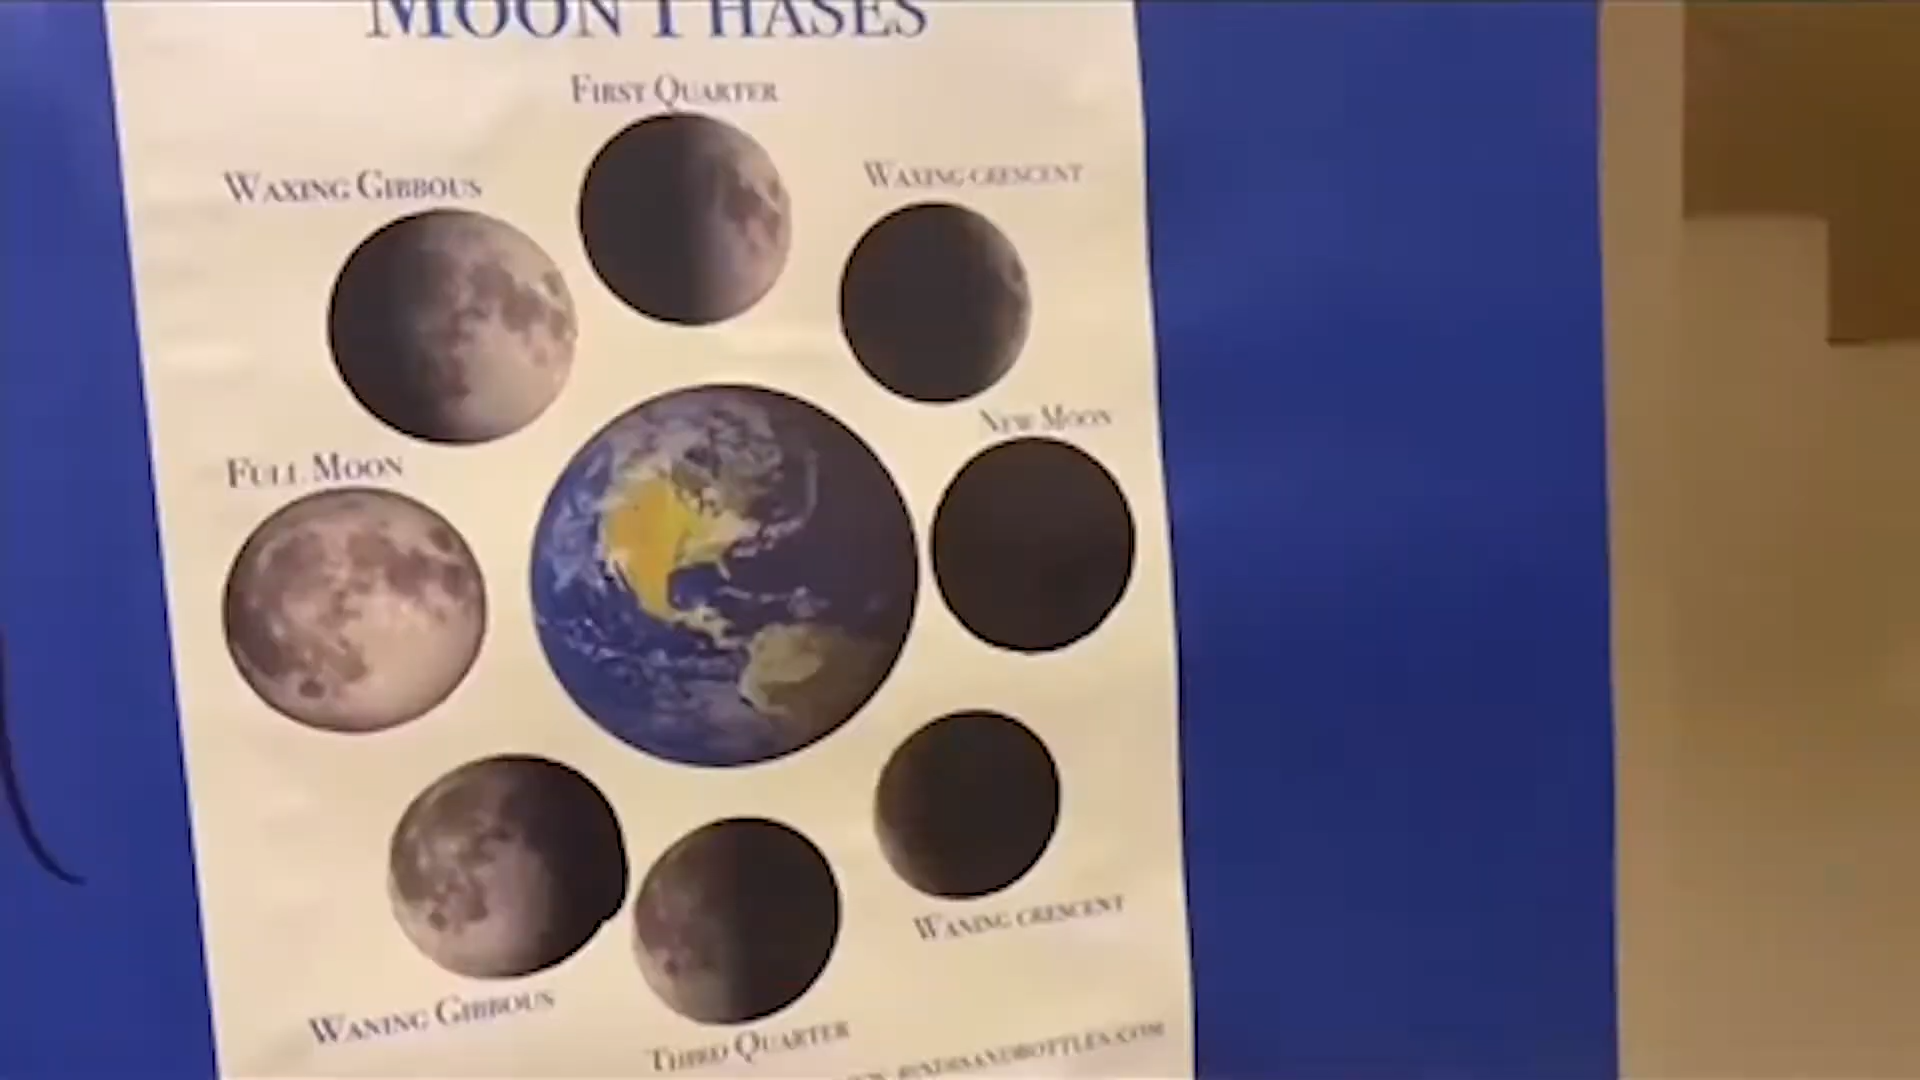 MOON PHASES
FIRST QUARTER
WAXING GIBBOUS
WAXING CRESCENT
NEW MOON
FULL MOON
WANING CRESCENT
WANING GIBBOUS
THIRD QUARTER